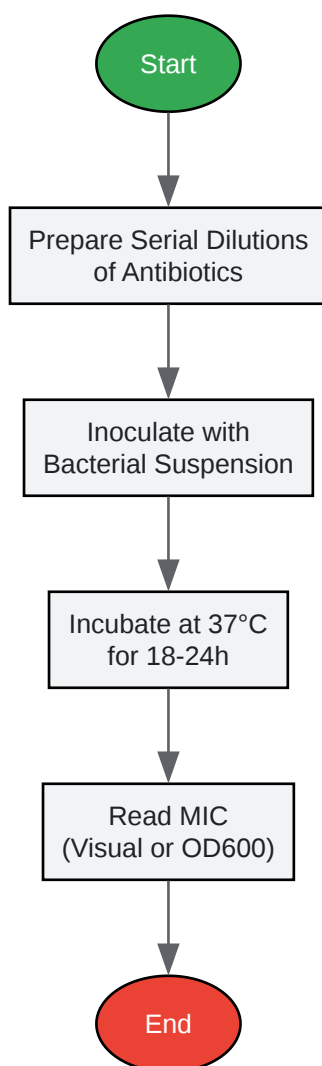 Start
Prepare Serial Dilutions
of Antibiotics
Inoculate with
Bacterial Suspension
Incubate at 37°C
for 18-24h
Read MIC
(Visual or OD600)
End